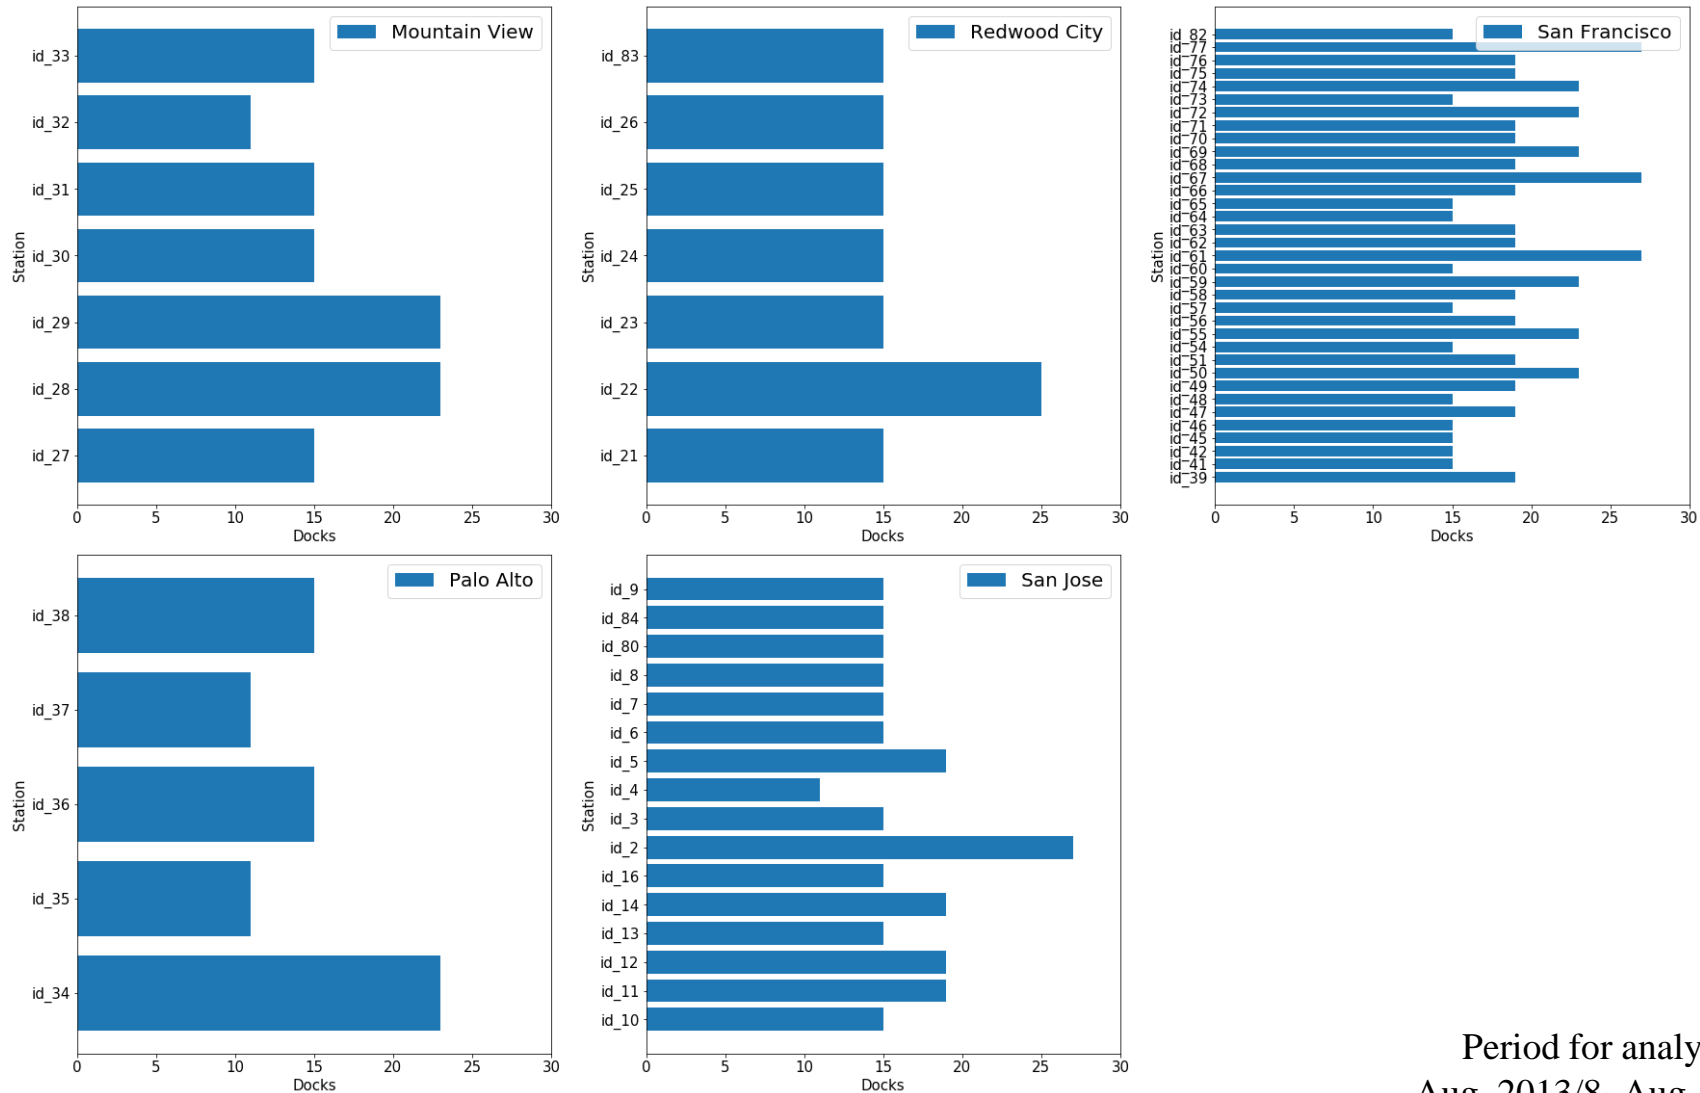 Mountain View
id_33
id_32
id_31
id_30
id_29
id_28
id_27
Station
0 5 10 15 20 25 30
Docks
Redwood City
id_83
id_26
id_25
id_24
id_23
id_22
id_21
Station
0 5 10 15 20 25 30
Docks
San Francisco
id_82
id_77
id_76
id_75
id_74
id_73
id_72
id_71
id_70
id_69
id_68
id_67
id_66
id_65
id_64
id_63
id_62
id_61
id_60
id_59
id_58
id_57
id_56
id_55
id_54
id_51
id_50
id_49
id_48
id_47
id_46
id_45
id_42
id_41
id_39
Station
0 5 10 15 20 25 30
Docks
Palo Alto
id_38
id_37
id_36
id_35
id_34
Station
0 5 10 15 20 25 30
Docks
San Jose
id_9
id_84
id_80
id_8
id_7
id_6
id_5
id_4
id_3
id_2
id_16
id_14
id_13
id_12
id_11
id_10
Station
0 5 10 15 20 25 30
Docks
Period for analy
Aug. 2013/8- Aug.